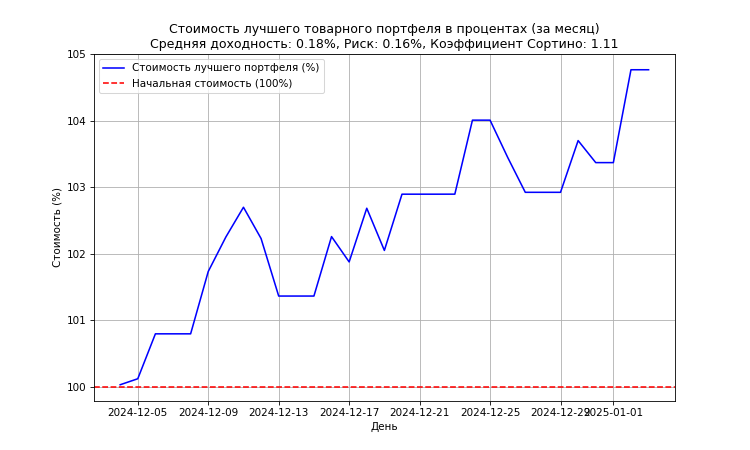 Стоимость лучшего товарного портфеля в процентах (за месяц)
Средняя доходность: 0.18%, Риск: 0.16%, Коэффициент Сортино: 1.11
Стоимость лучшего портфеля (%)
Начальная стоимость (100%)
Стоимость (%)
105
104
103
102
101
100
2024-12-05 2024-12-09 2024-12-13 2024-12-17 2024-12-21 2024-12-25 2024-12-29 2025-01-01
День